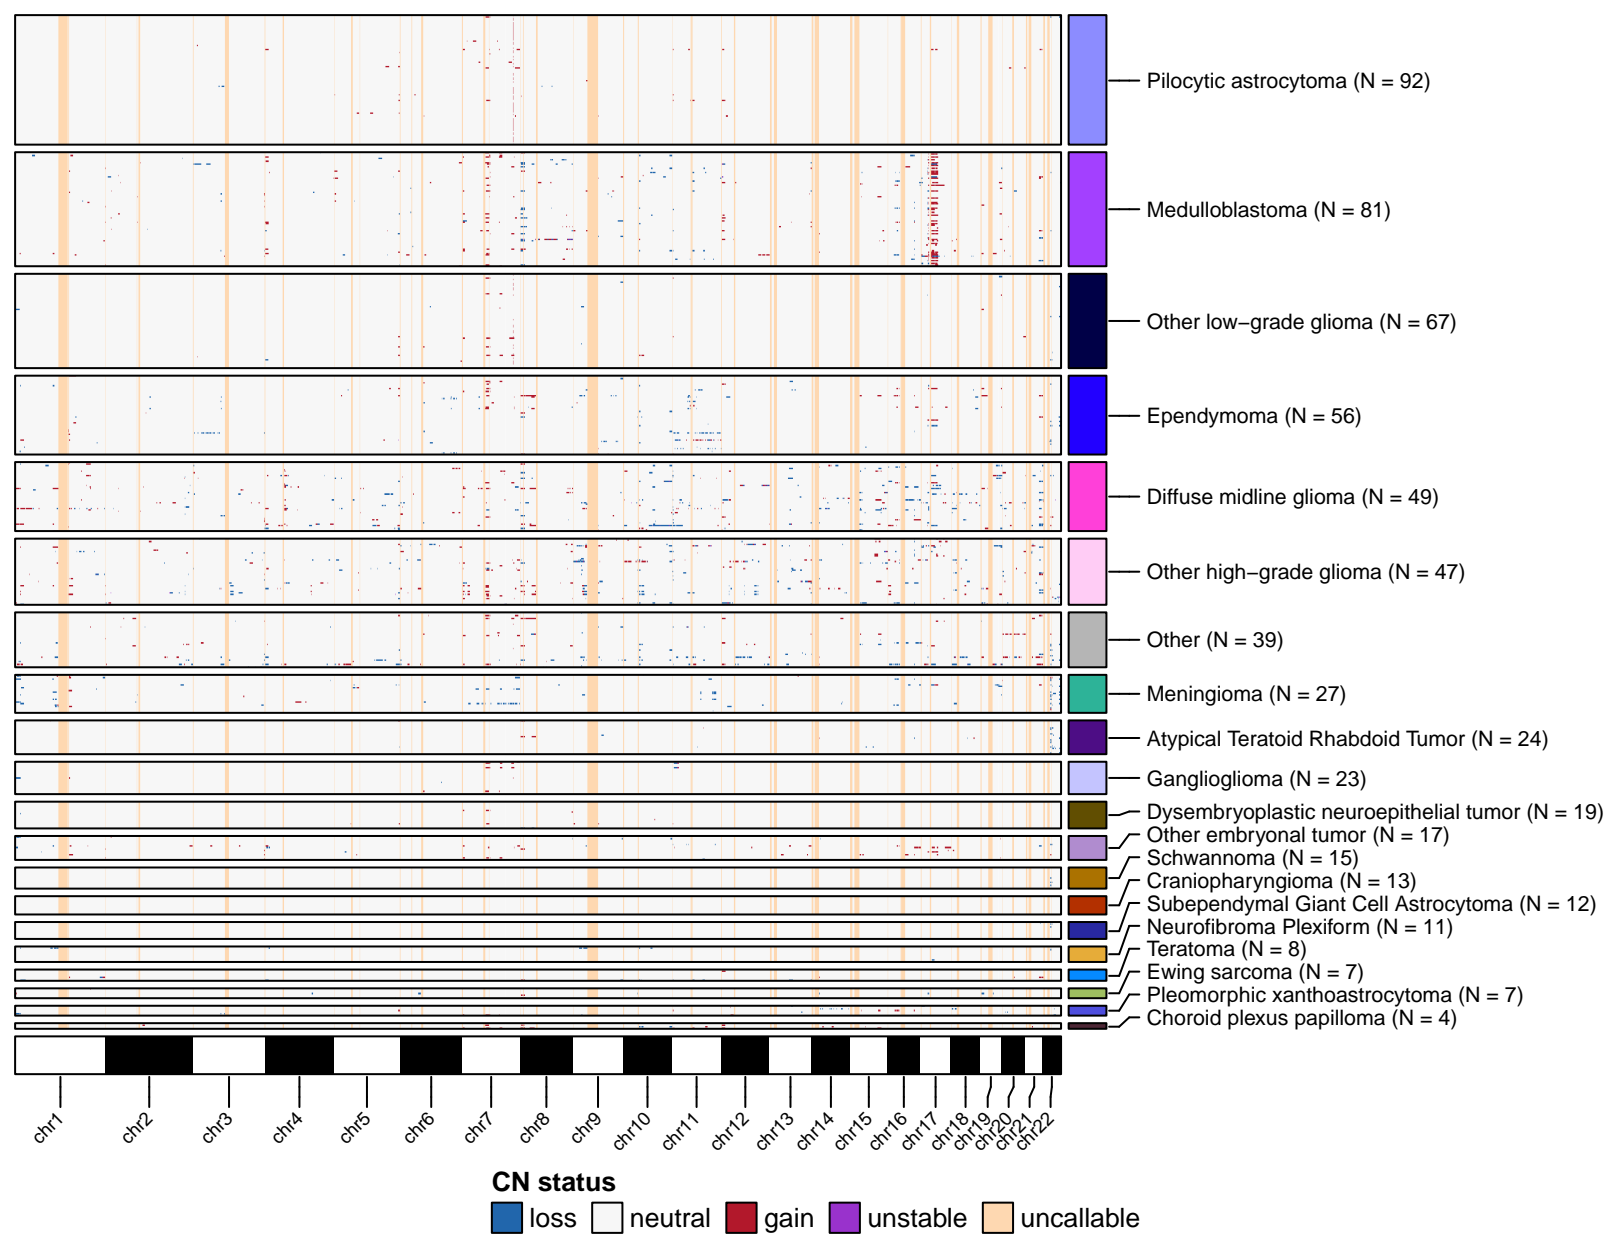 Pilocytic astrocytoma (N = 92)
Medulloblastoma (N = 81)
Other low−grade glioma (N = 67)
Ependymoma (N = 56)
Diffuse midline glioma (N = 49)
Other high−grade glioma (N = 47)
Other (N = 39)
Meningioma (N = 27)
Atypical Teratoid Rhabdoid Tumor (N = 24)
Ganglioglioma (N = 23)
Dysembryoplastic neuroepithelial tumor (N = 19)
Other embryonal tumor (N = 17)
Schwannoma (N = 15)
Craniopharyngioma (N = 13)
Subependymal Giant Cell Astrocytoma (N = 12)
Neurofibroma Plexiform (N = 11)
Teratoma (N = 8)
Ewing sarcoma (N = 7)
Pleomorphic xanthoastrocytoma (N = 7)
Choroid plexus papilloma (N = 4)
chr1 chr2 chr3 chr4 chr5 chr6 chr7 chr8 chr9 chr10 chr11 chr12 chr13 chr14 chr15 chr16 chr17 chr18 chr19 chr20 chr21 chr22
CN status
loss neutral gain unstable uncallable